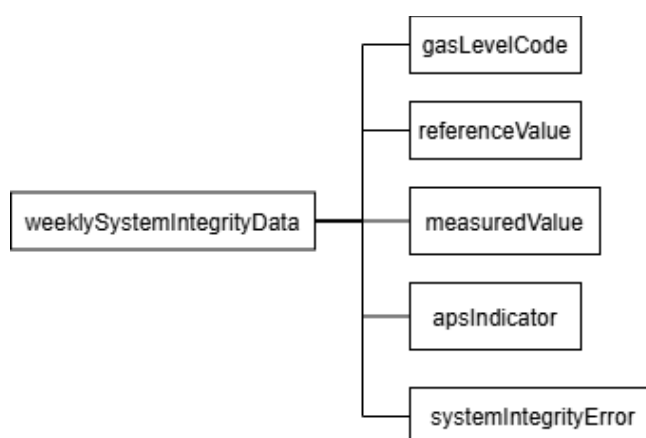 gasLevelCode
referenceValue
weeklySystemIntegrityData
measuredValue
apsIndicator
systemIntegrityError